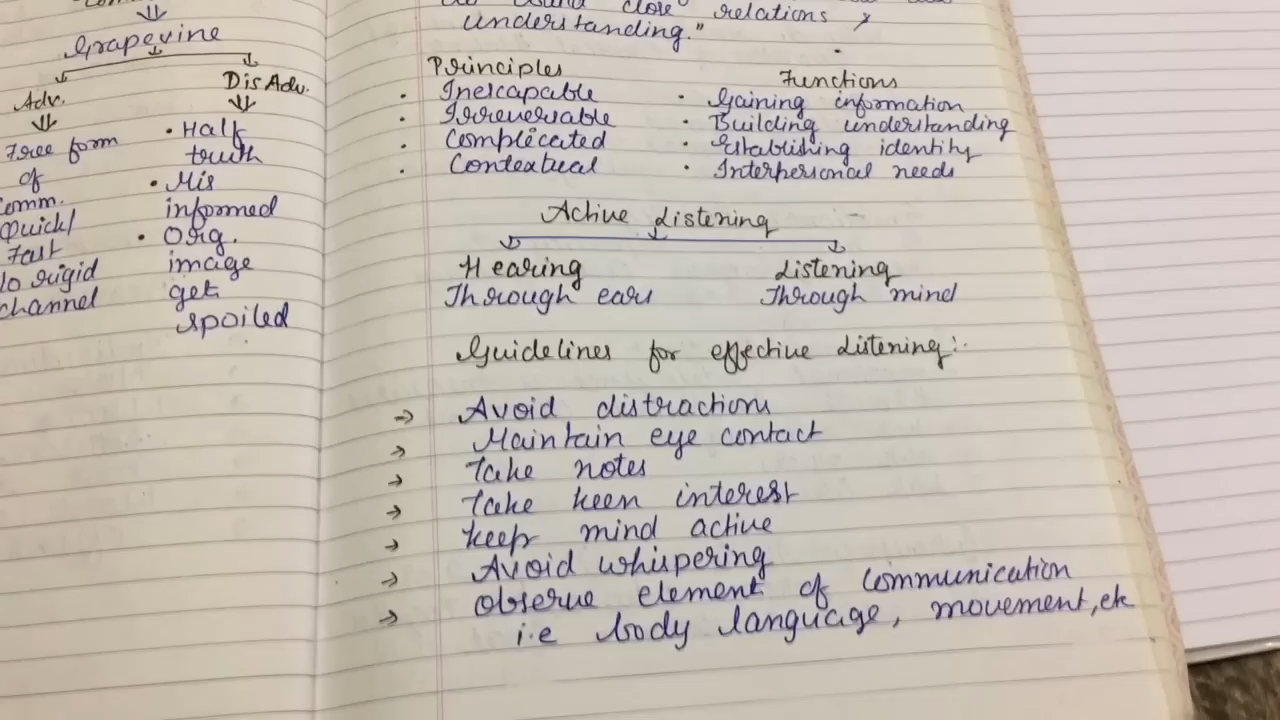 Grapevine
Adv.
Free form
of
comm.
Quick/
Fast
No rigid
channel
DisAdv.
• Half
truth
• Mis
informed
• Org.
image
get
spoiled
close relations
understanding."
Principles
• Inescapable
• Irreversable
• Complicated
• Contextual
Functions
• Gaining information
• Building understanding
• Establishing identity
• Interpersonal needs
Active Listening
Hearing
Through ears
Listening
Through mind
Guidelines for effective listening:-
→ Avoid distractions
→ Maintain eye contact
→ Take notes
→ Take keen interest
→ Keep mind active
→ Avoid whispering
→ Observe element of communication
i.e body language, movement, etc